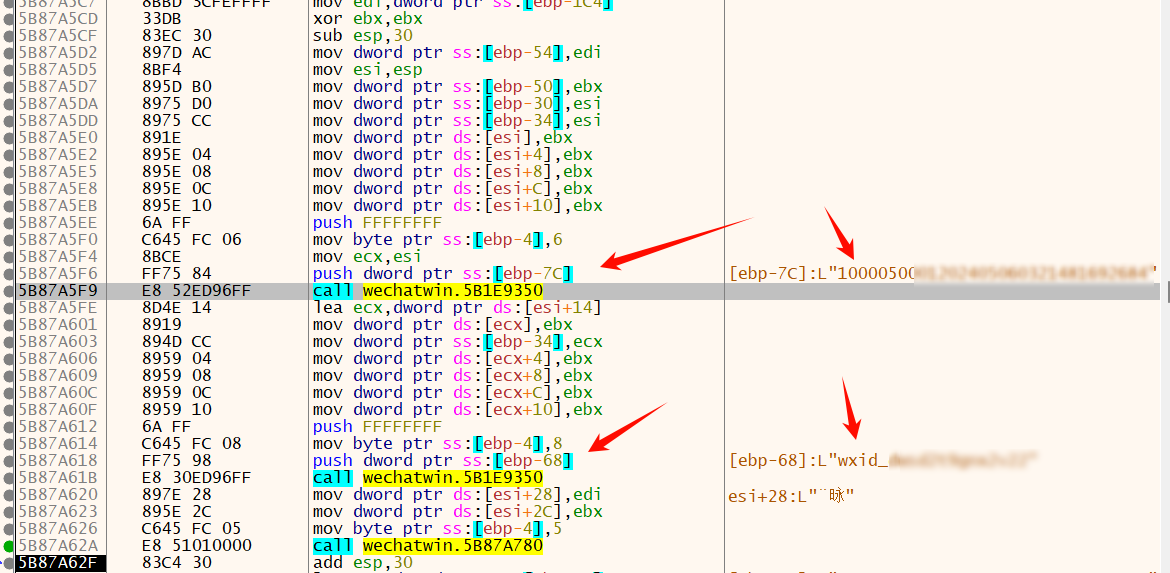 5B87A5C7 8BBD 3CFEFFFF mov edi,dword ptr ss:[ebp-1C4]
5B87A5CD 33DB xor ebx,ebx
5B87A5CF 83EC 30 sub esp,30
5B87A5D2 897D AC mov dword ptr ss:[ebp-54],edi
5B87A5D5 8BF4 mov esi,esp
5B87A5D7 895D B0 mov dword ptr ss:[ebp-50],ebx
5B87A5DA 8975 D0 mov dword ptr ss:[ebp-30],esi
5B87A5DD 8975 CC mov dword ptr ss:[ebp-34],esi
5B87A5E0 891E mov dword ptr ds:[esi],ebx
5B87A5E2 895E 04 mov dword ptr ds:[esi+4],ebx
5B87A5E5 895E 08 mov dword ptr ds:[esi+8],ebx
5B87A5E8 895E 0C mov dword ptr ds:[esi+C],ebx
5B87A5EB 895E 10 mov dword ptr ds:[esi+10],ebx
5B87A5EE 6A FF push FFFFFFFF
5B87A5F0 C645 FC 06 mov byte ptr ss:[ebp-4],6
5B87A5F4 8BCE mov ecx,esi
5B87A5F6 FF75 84 push dword ptr ss:[ebp-7C] [ebp-7C]:L"10000500
5B87A5F9 E8 52ED96FF call wechatwin.5B1E9350
5B87A5FE 8D4E 14 lea ecx,dword ptr ds:[esi+14]
5B87A601 8919 mov dword ptr ds:[ecx],ebx
5B87A603 894D CC mov dword ptr ss:[ebp-34],ecx
5B87A606 8959 04 mov dword ptr ds:[ecx+4],ebx
5B87A609 8959 08 mov dword ptr ds:[ecx+8],ebx
5B87A60C 8959 0C mov dword ptr ds:[ecx+C],ebx
5B87A60F 8959 10 mov dword ptr ds:[ecx+10],ebx
5B87A612 6A FF push FFFFFFFF
5B87A614 C645 FC 08 mov byte ptr ss:[ebp-4],8
5B87A618 FF75 98 push dword ptr ss:[ebp-68] [ebp-68]:L"wxid_
5B87A61B E8 30ED96FF call wechatwin.5B1E9350
5B87A620 897E 28 mov dword ptr ds:[esi+28],edi esi+28:L"¨眿"
5B87A623 895E 2C mov dword ptr ds:[esi+2C],ebx
5B87A626 C645 FC 05 mov byte ptr ss:[ebp-4],5
5B87A62A E8 51010000 call wechatwin.5B87A780
5B87A62F 83C4 30 add esp,30